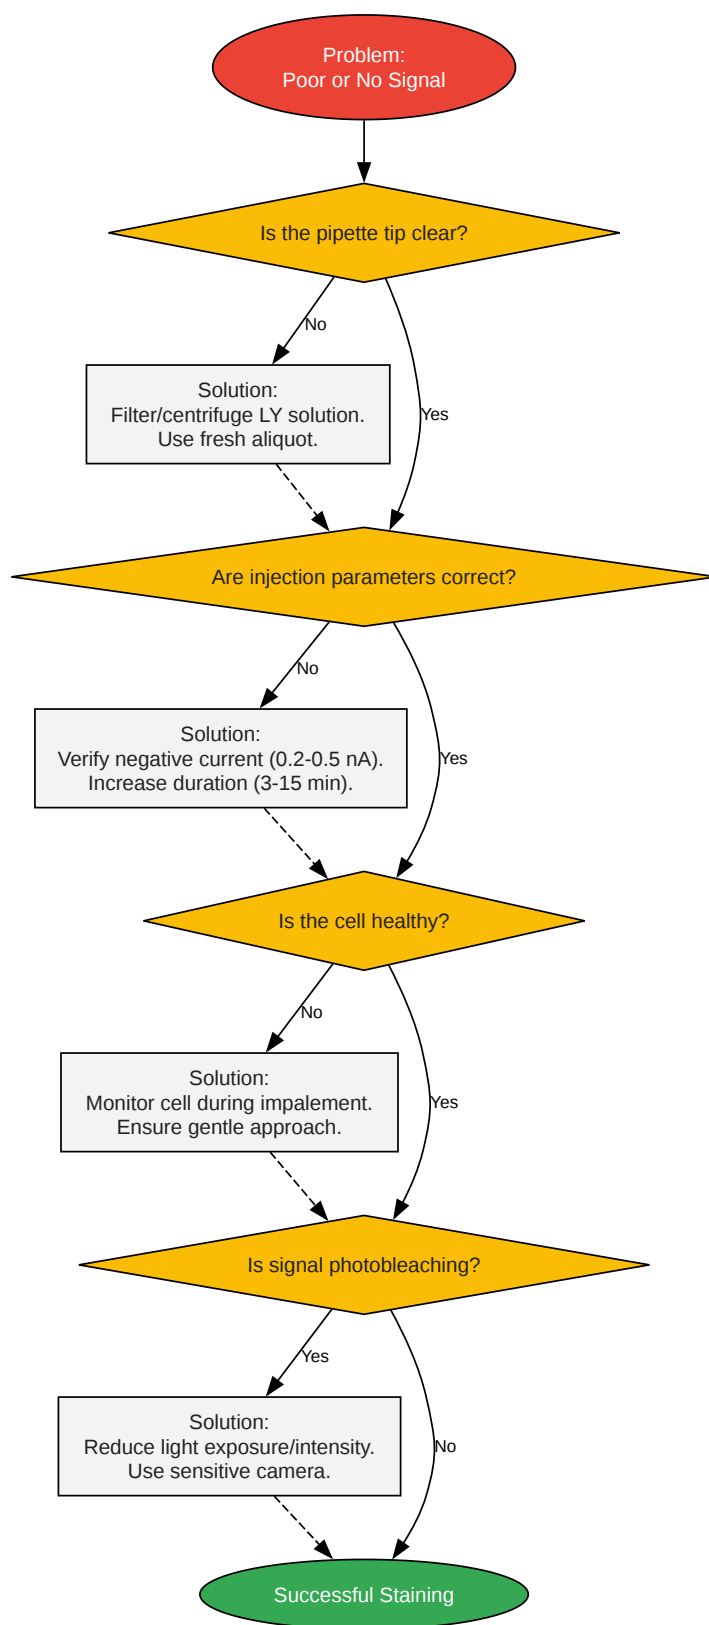 Problem:
Poor or No Signal
Is the pipette tip clear?
No
Solution:
Filter/centrifuge LY solution.
Use fresh aliquot.
Yes
Are injection parameters correct?
No
Solution:
Verify negative current (0.2-0.5 nA).
Increase duration (3-15 min).
Yes
Is the cell healthy?
No
Solution:
Monitor cell during impalement.
Ensure gentle approach.
Yes
Is signal photobleaching?
Yes
Solution:
Reduce light exposure/intensity.
Use sensitive camera.
No
Successful Staining